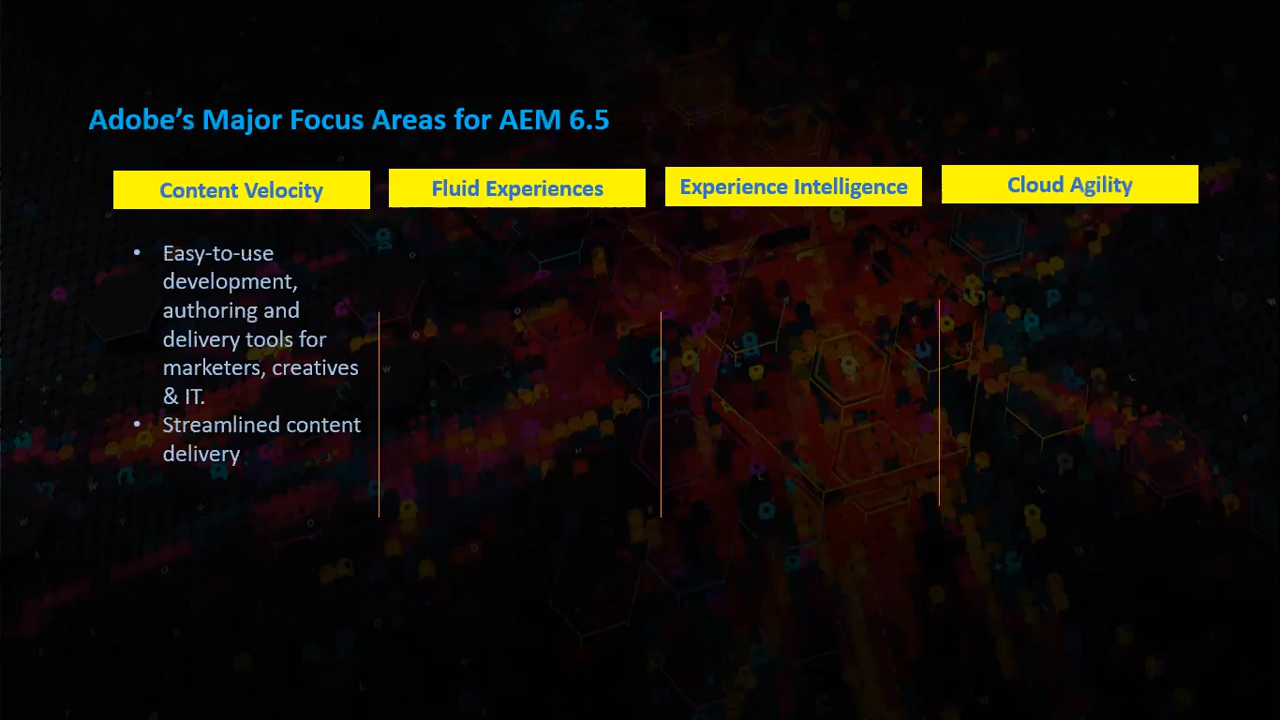 Adobe’s Major Focus Areas for AEM 6.5
Content Velocity
Fluid Experiences
Experience Intelligence
Cloud Agility
• Easy-to-use
development,
authoring and
delivery tools for
marketers, creatives
& IT.
• Streamlined content
delivery